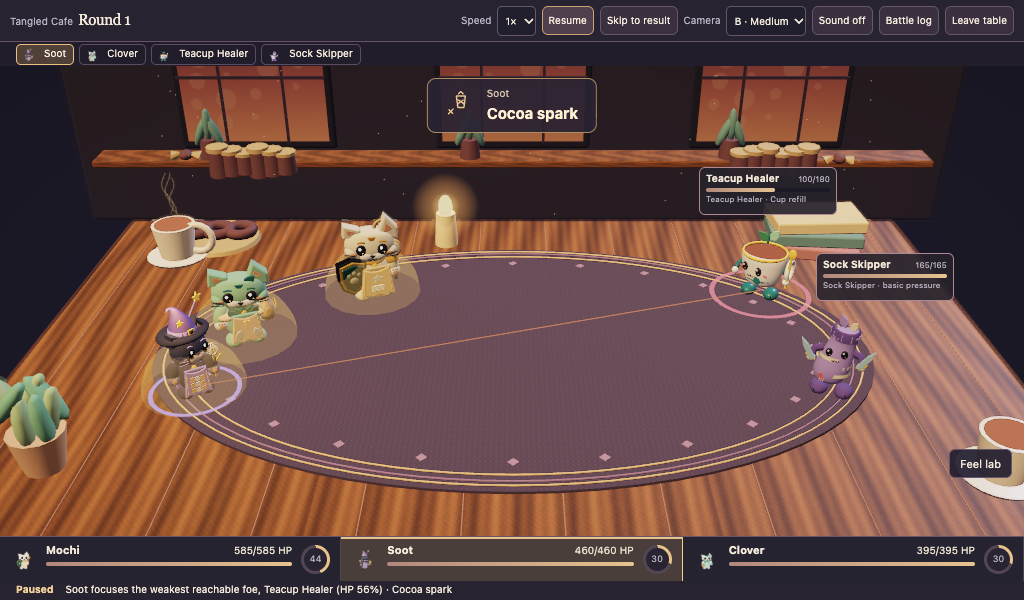 Tangled Cafe Round 1
Speed 1x Resume Skip to result Camera B · Medium Sound off Battle log Leave table
Soot Clover Teacup Healer Sock Skipper
Soot
Cocoa spark
Teacup Healer 100/180
Teacup Healer · Cup refill
Sock Skipper 165/165
Sock Skipper · basic pressure
Feel lab
Mochi 585/585 HP 44
Soot 460/460 HP 30
Clover 395/395 HP 30
Paused Soot focuses the weakest reachable foe, Teacup Healer (HP 56%) · Cocoa spark